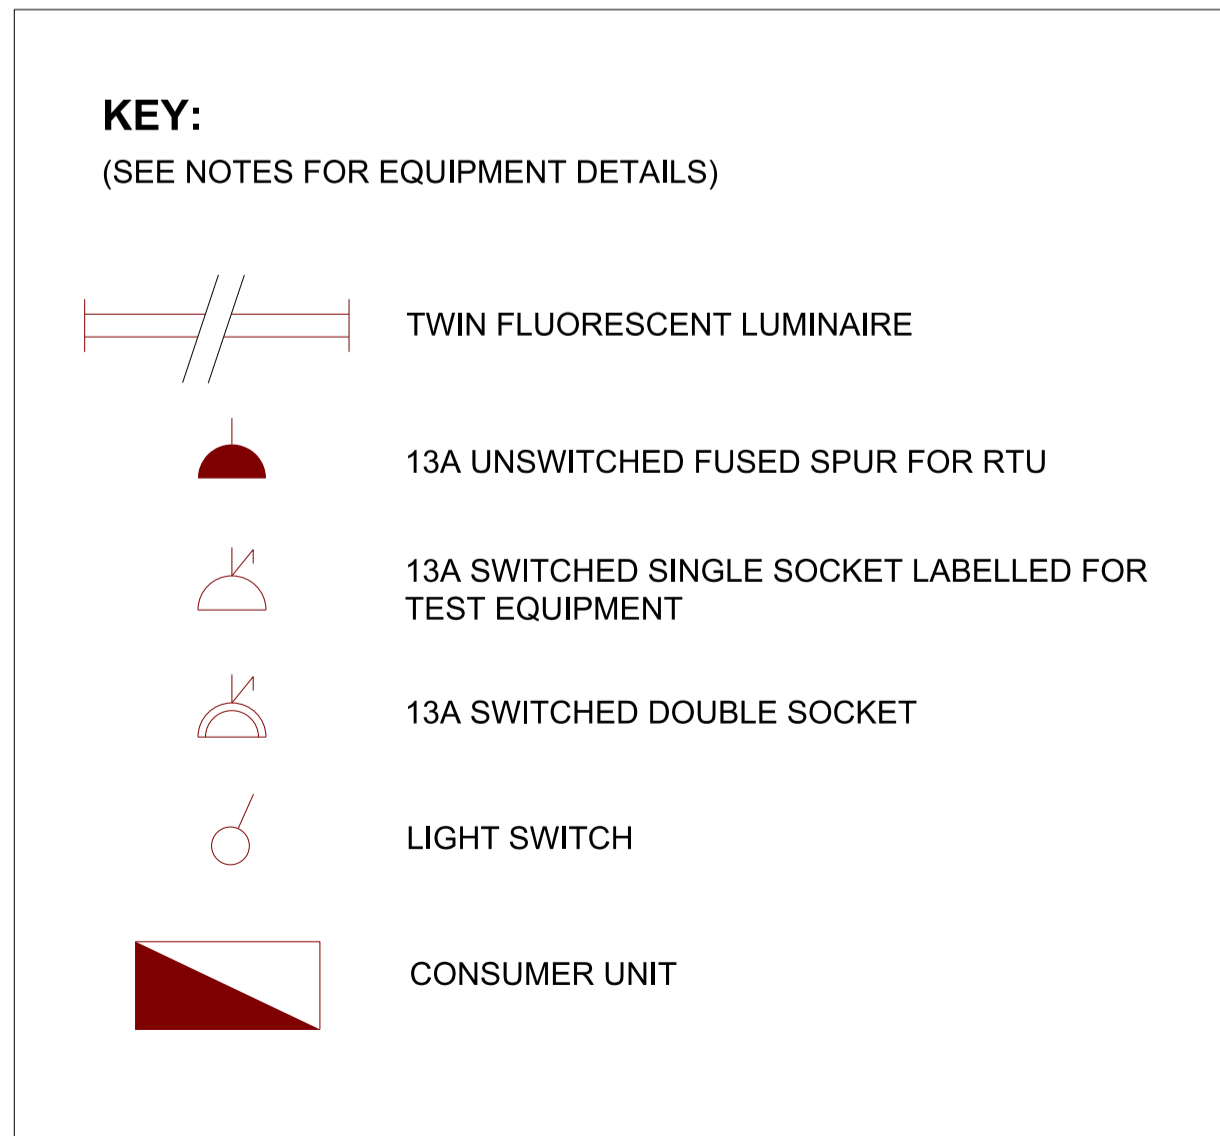 KEY:
(SEE NOTES FOR EQUIPMENT DETAILS)
TWIN FLUORESCENT LUMINAIRE
13A UNSWITCHED FUSED SPUR FOR RTU
13A SWITCHED SINGLE SOCKET LABELLED FOR
TEST EQUIPMENT
13A SWITCHED DOUBLE SOCKET
LIGHT SWITCH
CONSUMER UNIT